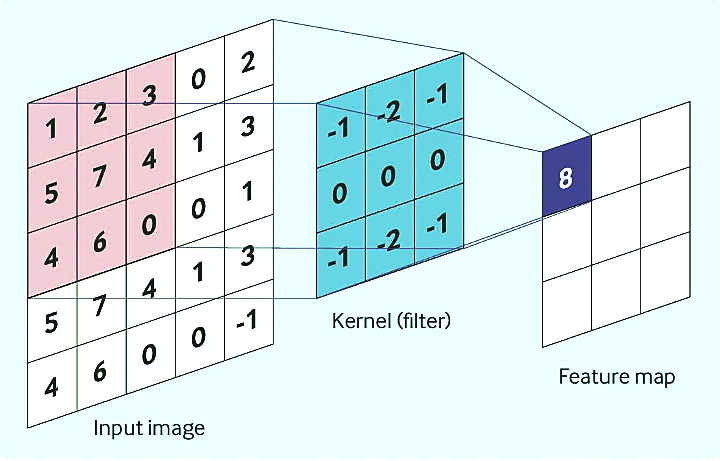 1 2 3 0 2
5 7 4 1 3
4 6 0 0 1
5 7 4 1 3
4 6 0 0 -1
Input image
-1 -2 -1
0 0 0
-1 -2 -1
Kernel (filter)
8
Feature map